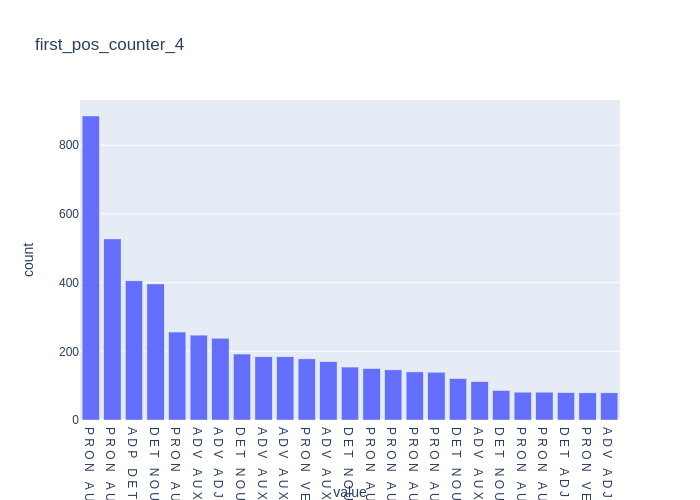 first_pos_counter_4
count
800
600
400
200
0
PRON AU
PRON AU
ADP DET
DET NOU
PRON AU
ADV AUX
ADV ADJ
DET NOU
ADV AUX
ADV AUX
PRON VE
ADV AUX
DET NOU
PRON AU
PRON AU
PRON AU
PRON AU
DET NOU
ADV AUX
DET NOU
PRON AU
PRON AU
DET ADJ
PRON VE
ADV ADJ
value